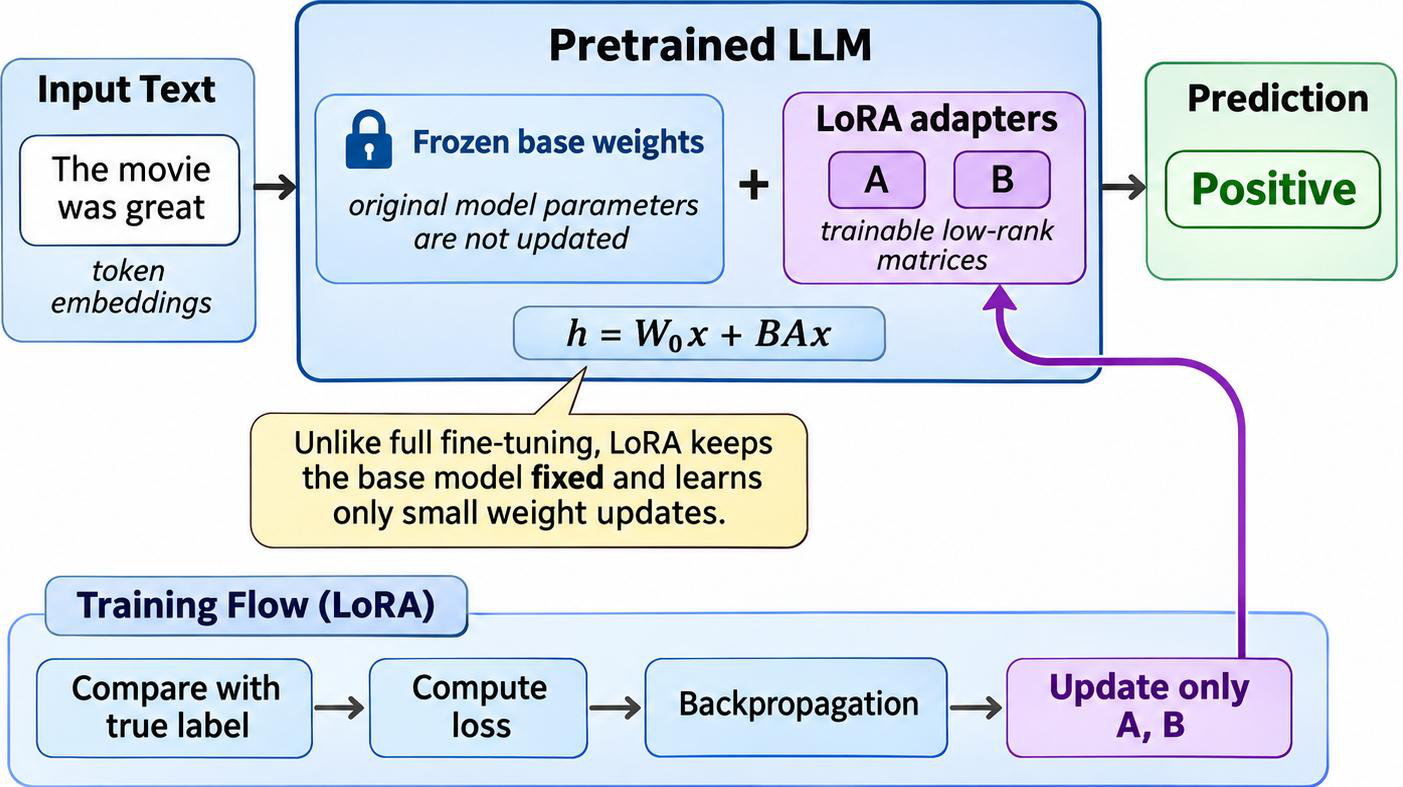 Pretrained LLM
Input Text
The movie
was great
token
embeddings
Frozen base weights
original model parameters
are not updated
+
LoRA adapters
A
B
trainable low-rank
matrices
h = W₀x + BAx
Prediction
Positive
Unlike full fine-tuning, LoRA keeps
the base model fixed and learns
only small weight updates.
Training Flow (LoRA)
Compare with
true label
Compute
loss
Backpropagation
Update only
A, B